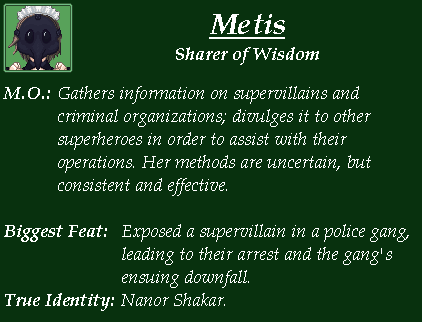 Metis
Sharer of Wisdom
M.O.: Gathers information on supervillains and
criminal organizations; divulges it to other
superheroes in order to assist with their
operations. Her methods are uncertain, but
consistent and effective.
Biggest Feat: Exposed a supervillain in a police gang,
leading to their arrest and the gang's
ensuing downfall.
True Identity: Nanor Shakar.